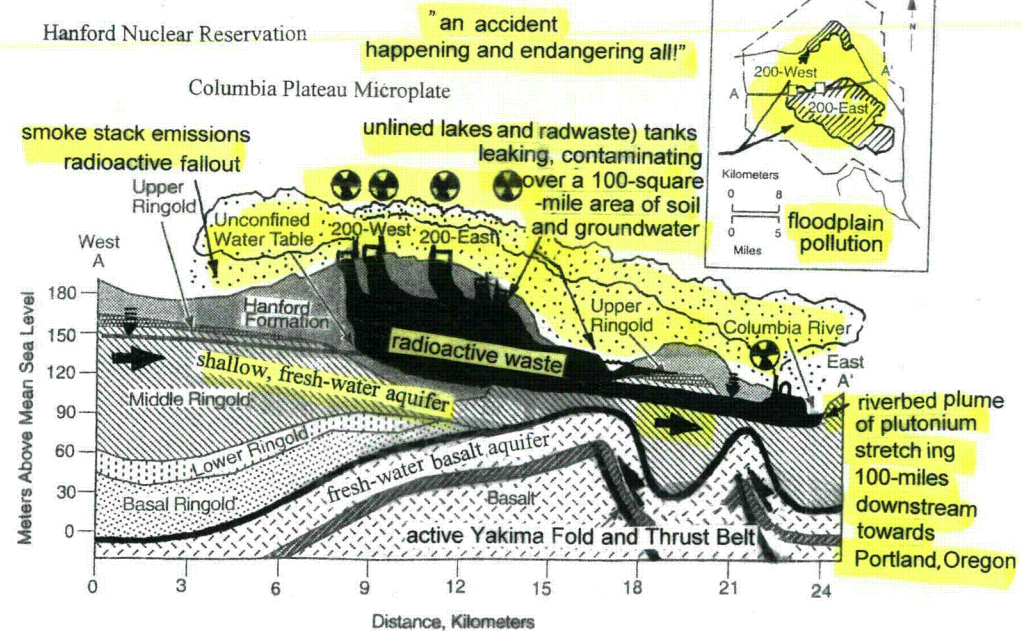 Hanford Nuclear Reservation
" an accident
happening and endangering all!"
Columbia Plateau Microplate
smoke stack emissions
radioactive fallout
unlined lakes and radwaste) tanks
leaking, contaminating
over a 100-square
-mile area of soil
and groundwater
N
200-West
A
A'
200-East
Kilometers
0 8
0 5
Miles
floodplain
pollution
Upper
Ringold
Unconfined
Water Table
200-West
200-East
West
A
Hanford
Formation
radioactive waste
Upper
Ringold
Columbia River
East
A'
shallow, fresh-water aquifer
Middle Ringold
Lower Ringold
Basal Ringold
fresh-water basalt aquifer
Basalt
active Yakima Fold and Thrust Belt
riverbed plume
of plutonium
stretch ing
100-miles
downstream
towards
Portland, Oregon
Meters Above Mean Sea Level
180
150
120
90
60
30
0
0 3 6 9 12 15 18 21 24
Distance, Kilometers